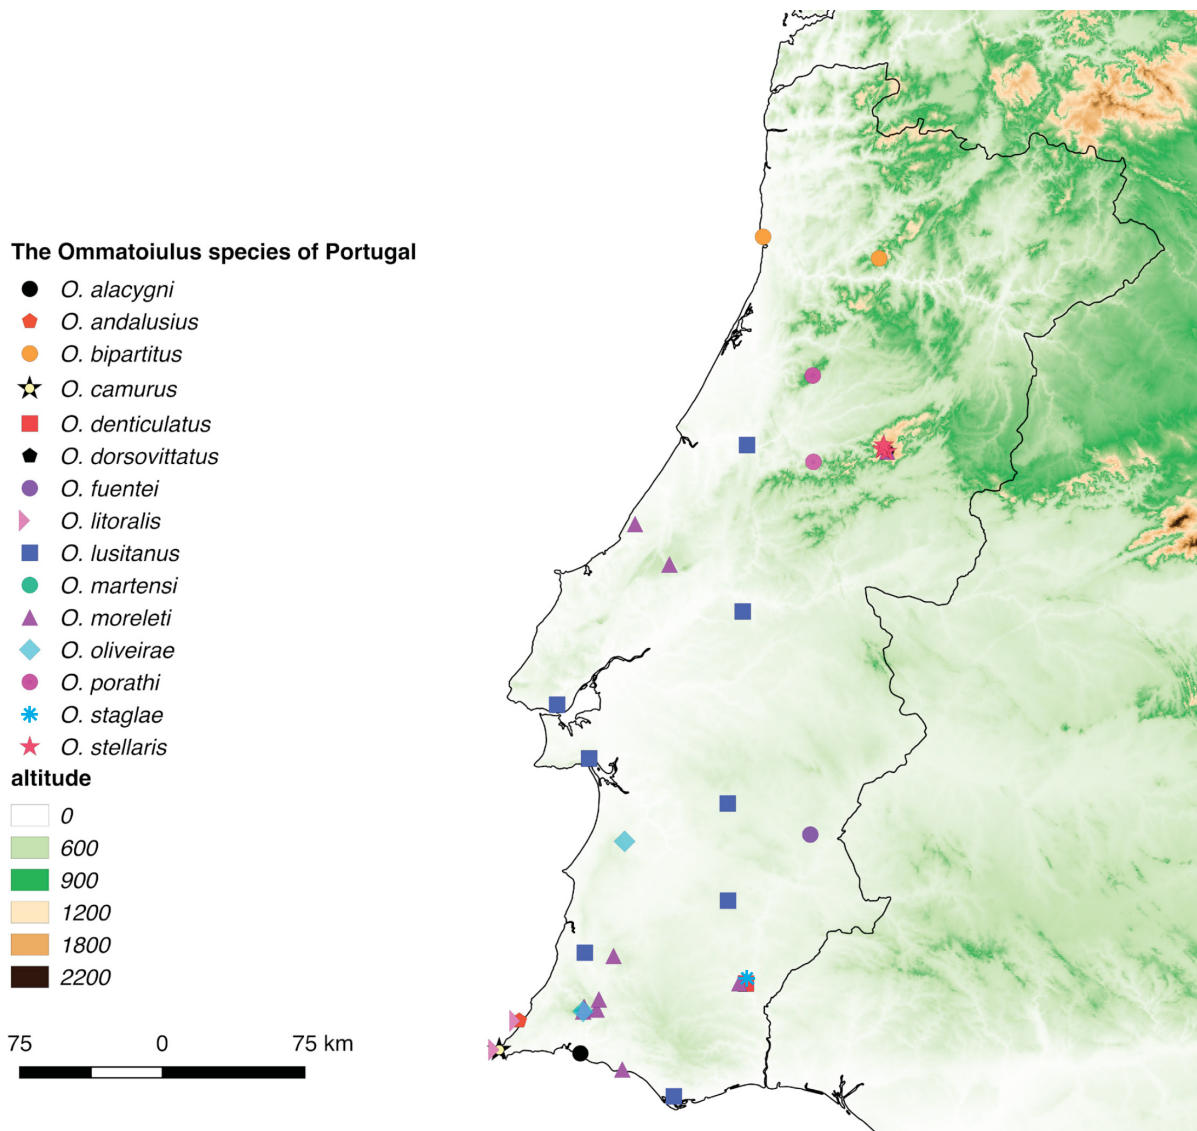 The Ommatoiulus species of Portugal
O. alacygni
O. andalusius
O. bipartitus
O. camurus
O. denticulatus
O. dorsovittatus
O. fuentei
O. litoralis
O. lusitanus
O. martensi
O. moreleti
O. oliveirae
O. porathi
O. staglae
O. stellaris
altitude
0
600
900
1200
1800
2200
75 0 75 km